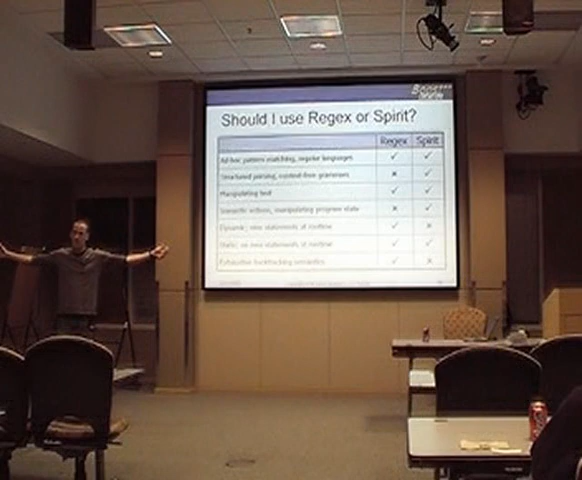 Boost
Should I use Regex or Spirit?
Regex Spirit
Ad-hoc pattern matching, regular languages ✓ ✓
Structured parsing, context-free grammars × ✓
Manipulating text ✓ ✓
Semantic actions, manipulating program state × ✓
Dynamic; new statements at runtime ✓ ×
Static; no new statements at runtime ✓ ✓
Exhaustive backtracking semantics ✓ ×